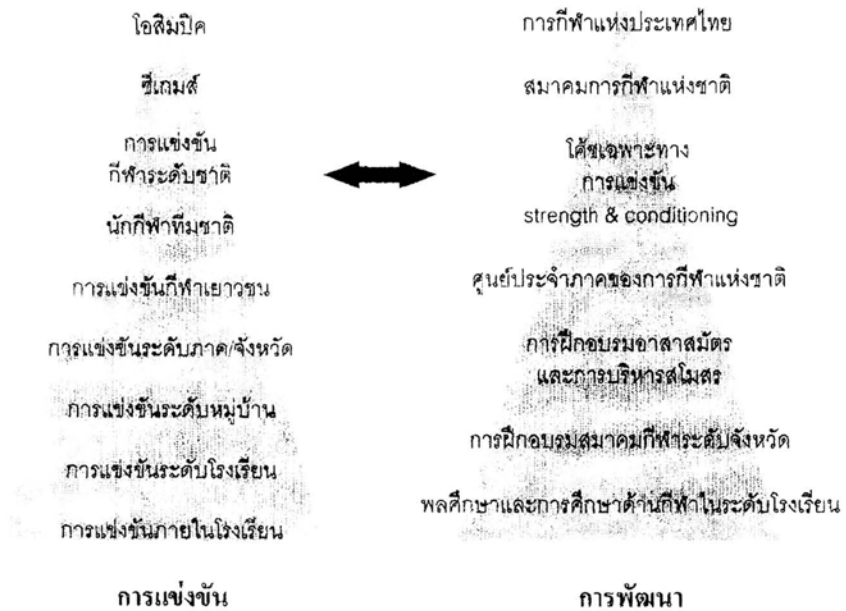 โอลิมปิค
ซีเกมส์
การแข่งขัน
กีฬาระดับชาติ
นักกีฬาทีมชาติ
การแข่งขันกีฬาเยาวชน
การแข่งขันระดับภาค/จังหวัด
การแข่งขันระดับหมู่บ้าน
การแข่งขันระดับโรงเรียน
การแข่งขันภายในโรงเรียน
การแข่งขัน
การกีฬาแห่งประเทศไทย
สมาคมการกีฬาแห่งชาติ
โค้ชเฉพาะทาง
การแข่งขัน
strength & conditioning
ศูนย์ประจำภาคของการกีฬาแห่งชาติ
การฝึกอบรมอาสาสมัตร
และการบริหารสโมสร
การฝึกอบรมสมาคมกีฬาระดับจังหวัด
พลศึกษาและการศึกษาด้านกีฬาในระดับโรงเรียน
การพัฒนา